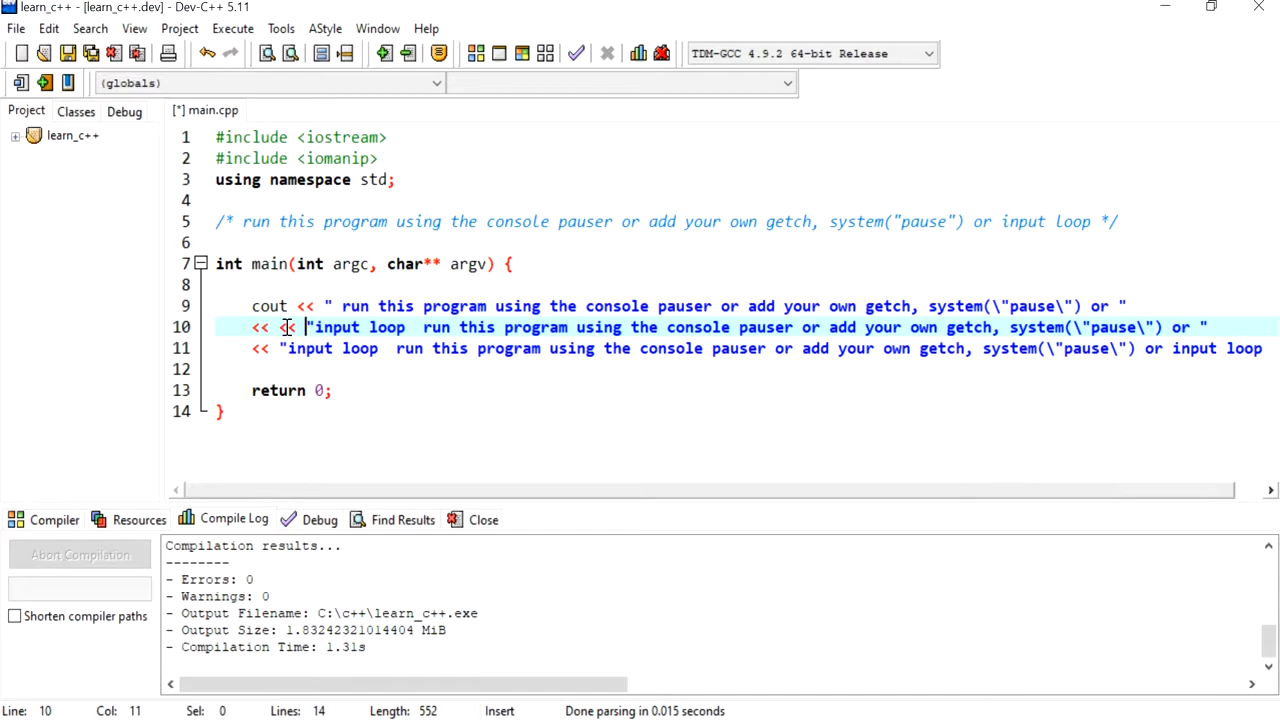 learn_c++ - [learn_c++.dev] - Dev-C++ 5.11
File Edit Search View Project Execute Tools AStyle Window Help
TDM-GCC 4.9.2 64-bit Release
(globals)
Project Classes Debug [*] main.cpp
learn_c++
1 #include <iostream>
2 #include <iomanip>
3 using namespace std;
4
5 /* run this program using the console pauser or add your own getch, system("pause") or input loop */
6
7 int main(int argc, char** argv) {
8
9 cout << " run this program using the console pauser or add your own getch, system(\"pause\") or "
10 << << "input loop  run this program using the console pauser or add your own getch, system(\"pause\") or "
11 << "input loop  run this program using the console pauser or add your own getch, system(\"pause\") or input loop
12
13 return 0;
14 }
Compiler Resources Compile Log Debug Find Results Close
Abort Compilation
Shorten compiler paths
Compilation results...
--------
- Errors: 0
- Warnings: 0
- Output Filename: C:\c++\learn_c++.exe
- Output Size: 1.83242321014404 MiB
- Compilation Time: 1.31s
Line: 10 Col: 11 Sel: 0 Lines: 14 Length: 552 Insert Done parsing in 0.015 seconds